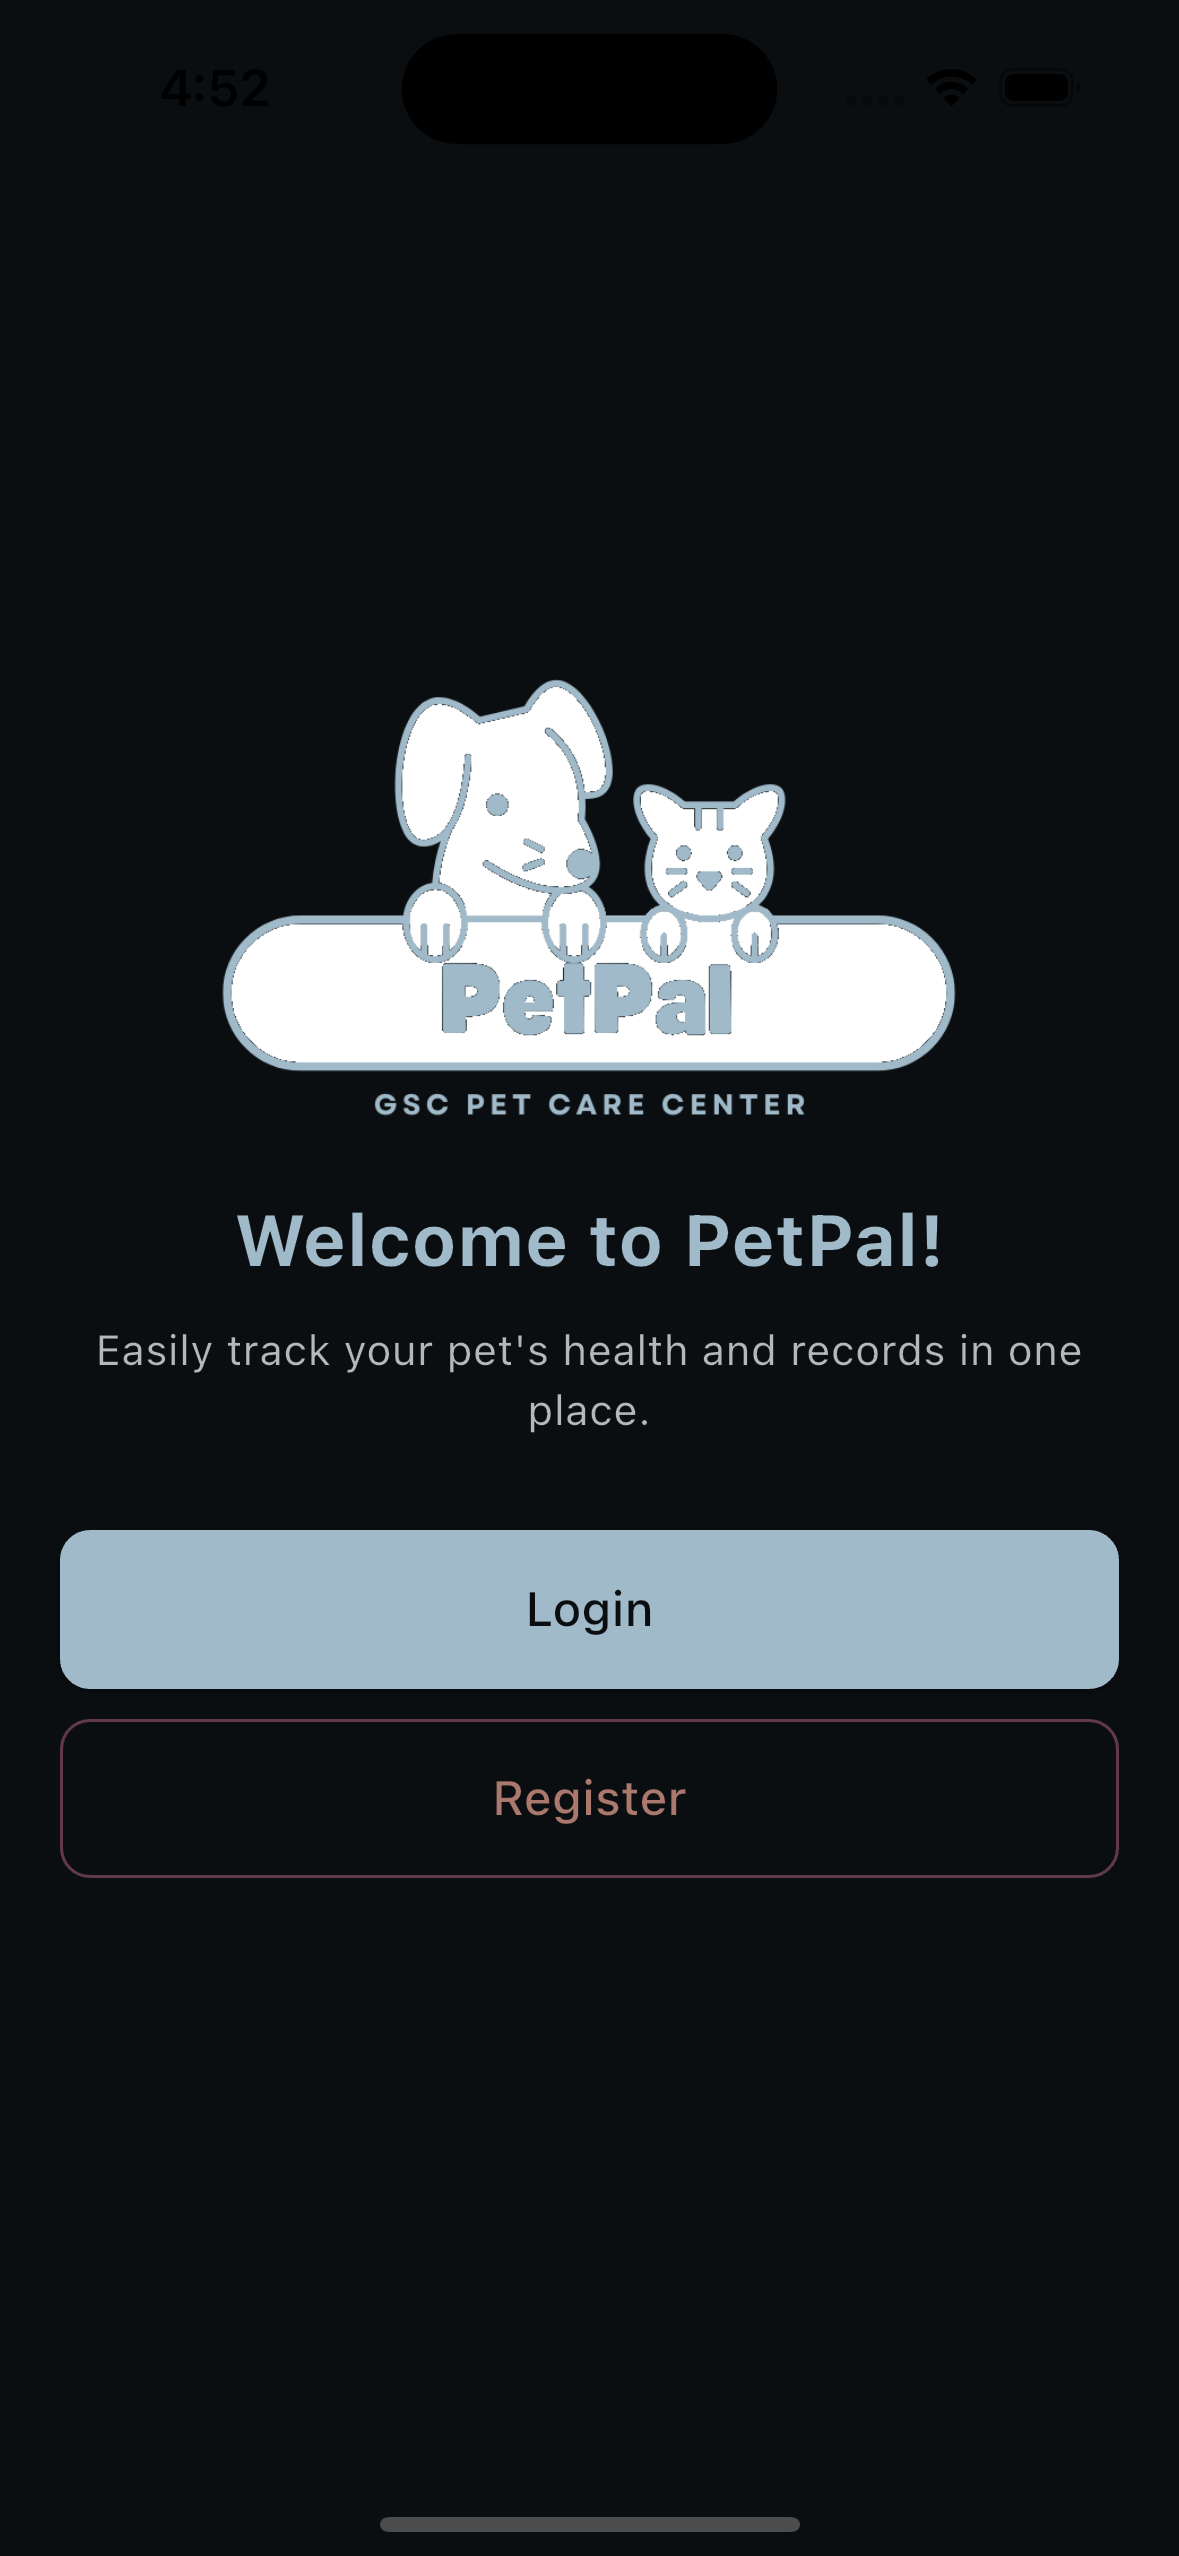 4:52
PetPal
GSC PET CARE CENTER
Welcome to PetPal!
Easily track your pet's health and records in one
place.
Login
Register